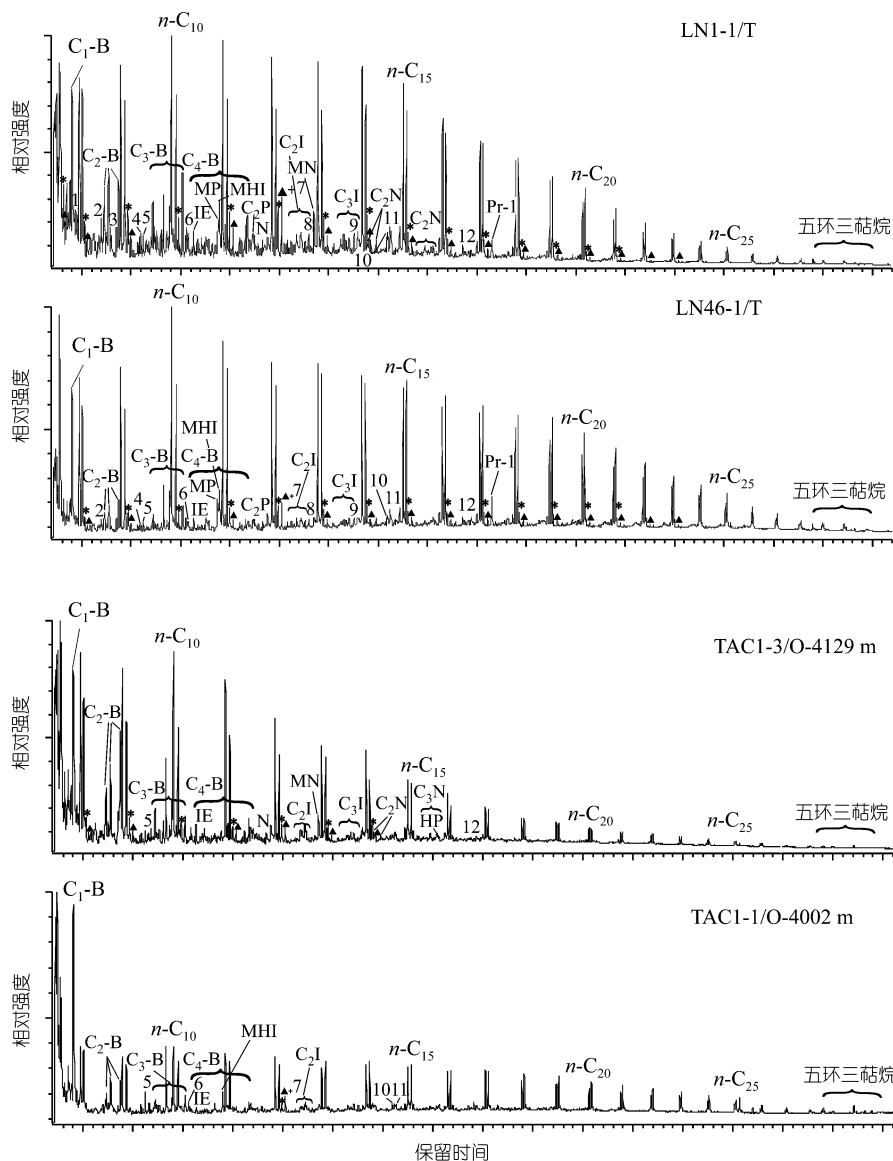 LN1-1/T
相对强度
C₁-B
n-C₁₀
n-C₁₅
n-C₂₀
n-C₂₅
五环三萜烷
C₂-B
C₃-B
C₄-B
MP
MHI
C₂P
N
IE
C₂I
MN
C₃I
C₂N
C₂N
Pr-1
* ▲ 1 * ▲ 2 3 * ▲ 4 5 * 6 * ▲ ▲ + 7 * 8 * ▲ 9 * 10 11 * ▲ 12
LN46-1/T
相对强度
C₁-B
n-C₁₀
n-C₁₅
n-C₂₀
n-C₂₅
五环三萜烷
C₂-B
C₃-B
C₄-B
MHI
MP
IE
C₂P
C₂I
C₃I
Pr-1
* ▲ 2 * ▲ 4 5 * 6 * ▲ * ▲ +7 8 * ▲ 9 * ▲ 10 11 * ▲ 12
TAC1-3/O-4129 m
相对强度
C₁-B
n-C₁₀
n-C₁₅
n-C₂₀
n-C₂₅
五环三萜烷
C₂-B
C₃-B
C₄-B
IE
N
C₂I
MN
C₃I
C₂N
C₃N
HP
* ▲ * ▲ 5 * * ▲ * ▲ * ▲ * ▲ 12
TAC1-1/O-4002 m
相对强度
C₁-B
n-C₁₀
n-C₁₅
n-C₂₀
n-C₂₅
五环三萜烷
C₂-B
C₃-B
C₄-B
MHI
IE
C₂I
5 6 * ▲ +7 10 11
保留时间